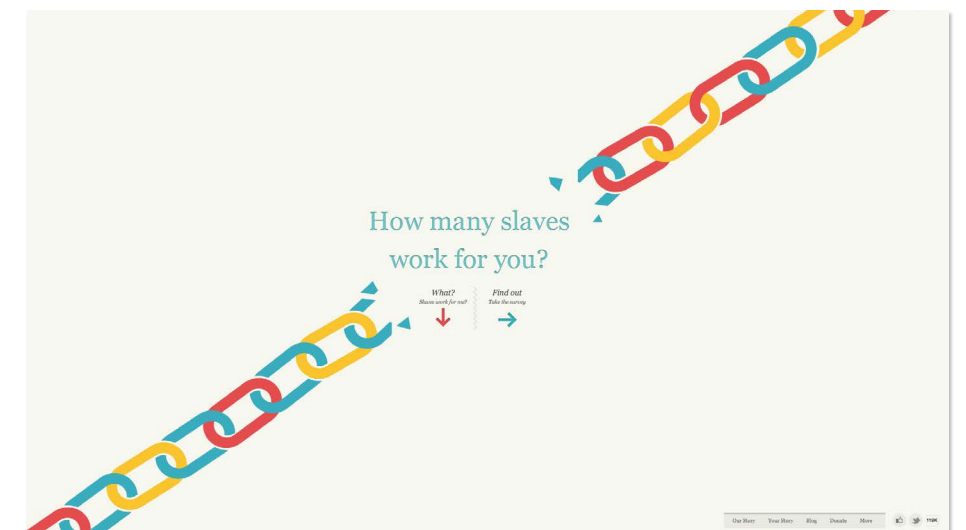 How many slaves
work for you?
What?
Slaves work for me?
Find out
Take the survey
Our Story Your Story Blog Donate More 119K